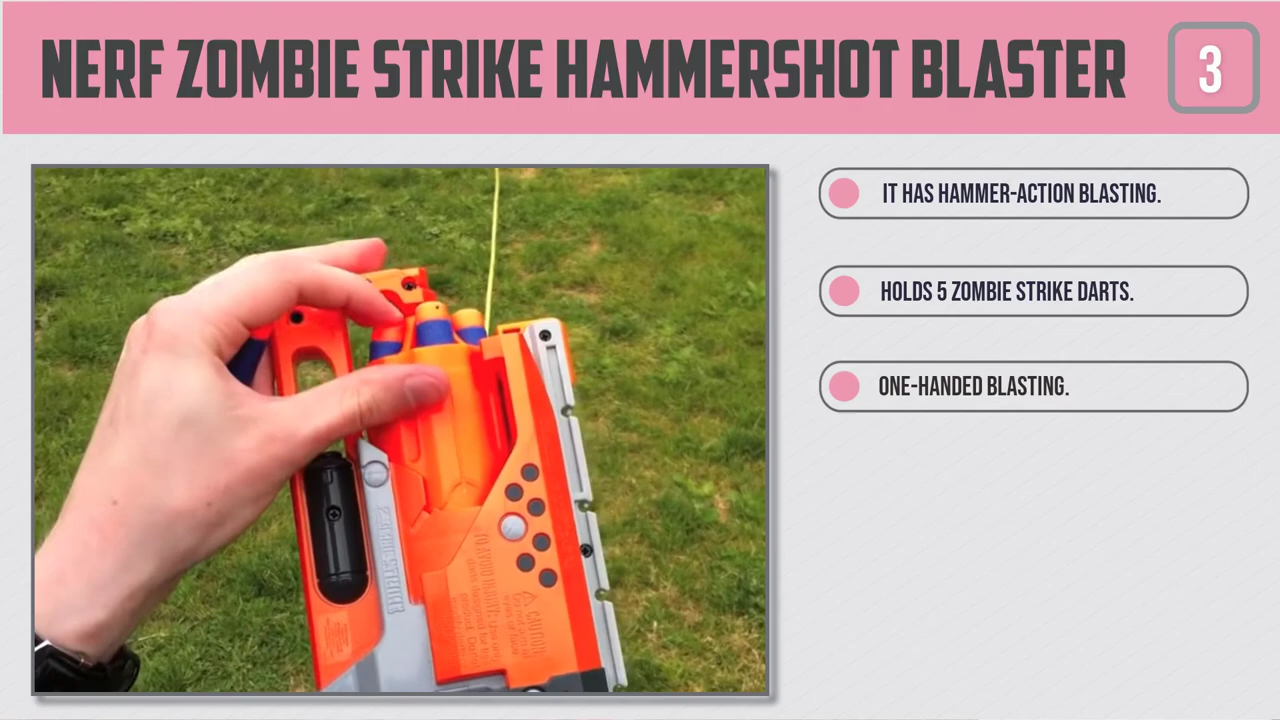 NERF ZOMBIE STRIKE HAMMERSHOT BLASTER
3
IT HAS HAMMER-ACTION BLASTING.
HOLDS 5 ZOMBIE STRIKE DARTS.
ONE-HANDED BLASTING.
CAUTION